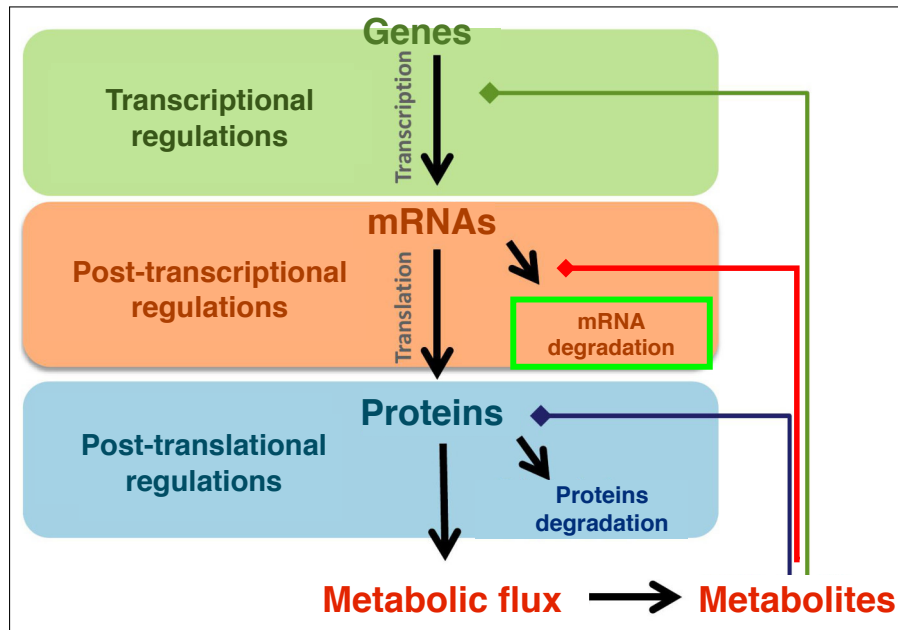 Genes
Transcriptional
regulations
Transcription
mRNAs
Post-transcriptional
regulations
Translation
mRNA
degradation
Proteins
Post-translational
regulations
Proteins
degradation
Metabolic flux
Metabolites